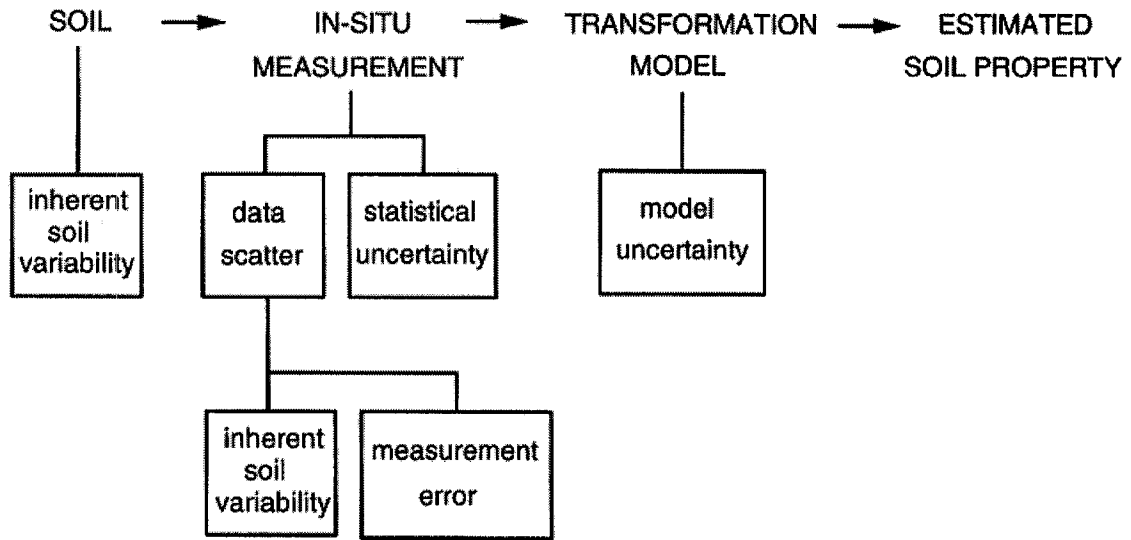 SOIL IN-SITU TRANSFORMATION ESTIMATED
MEASUREMENT MODEL SOIL PROPERTY
inherent
soil
variability
data
scatter
statistical
uncertainty
model
uncertainty
inherent
soil
variability
measurement
error